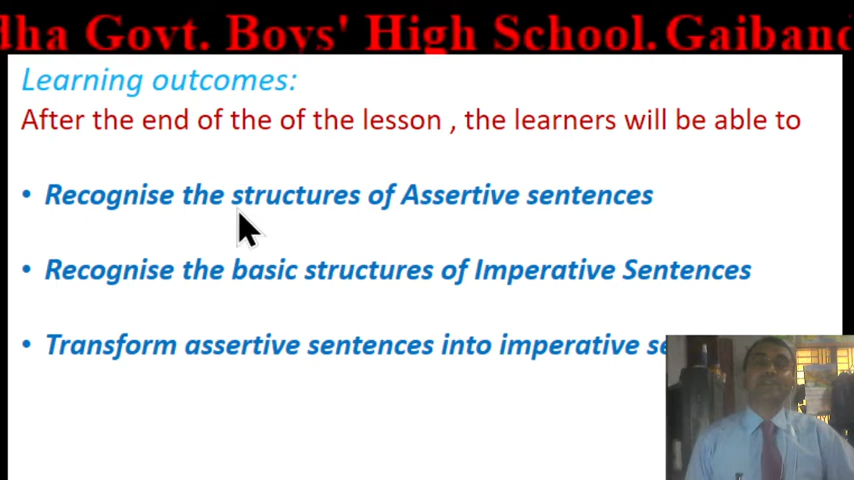 dha Govt. Boys' High School. Gaiband
Learning outcomes:
After the end of the of the lesson , the learners will be able to
• Recognise the structures of Assertive sentences
• Recognise the basic structures of Imperative Sentences
• Transform assertive sentences into imperative se